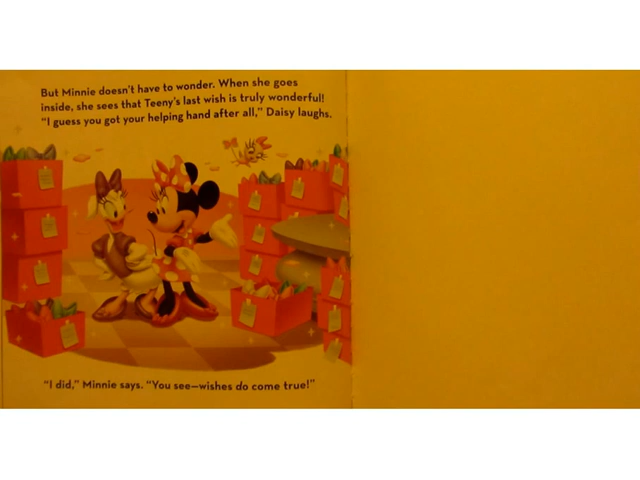 But Minnie doesn't have to wonder. When she goes
inside, she sees that Teeny's last wish is truly wonderful!
"I guess you got your helping hand after all," Daisy laughs.
"I did," Minnie says. "You see—wishes do come true!"